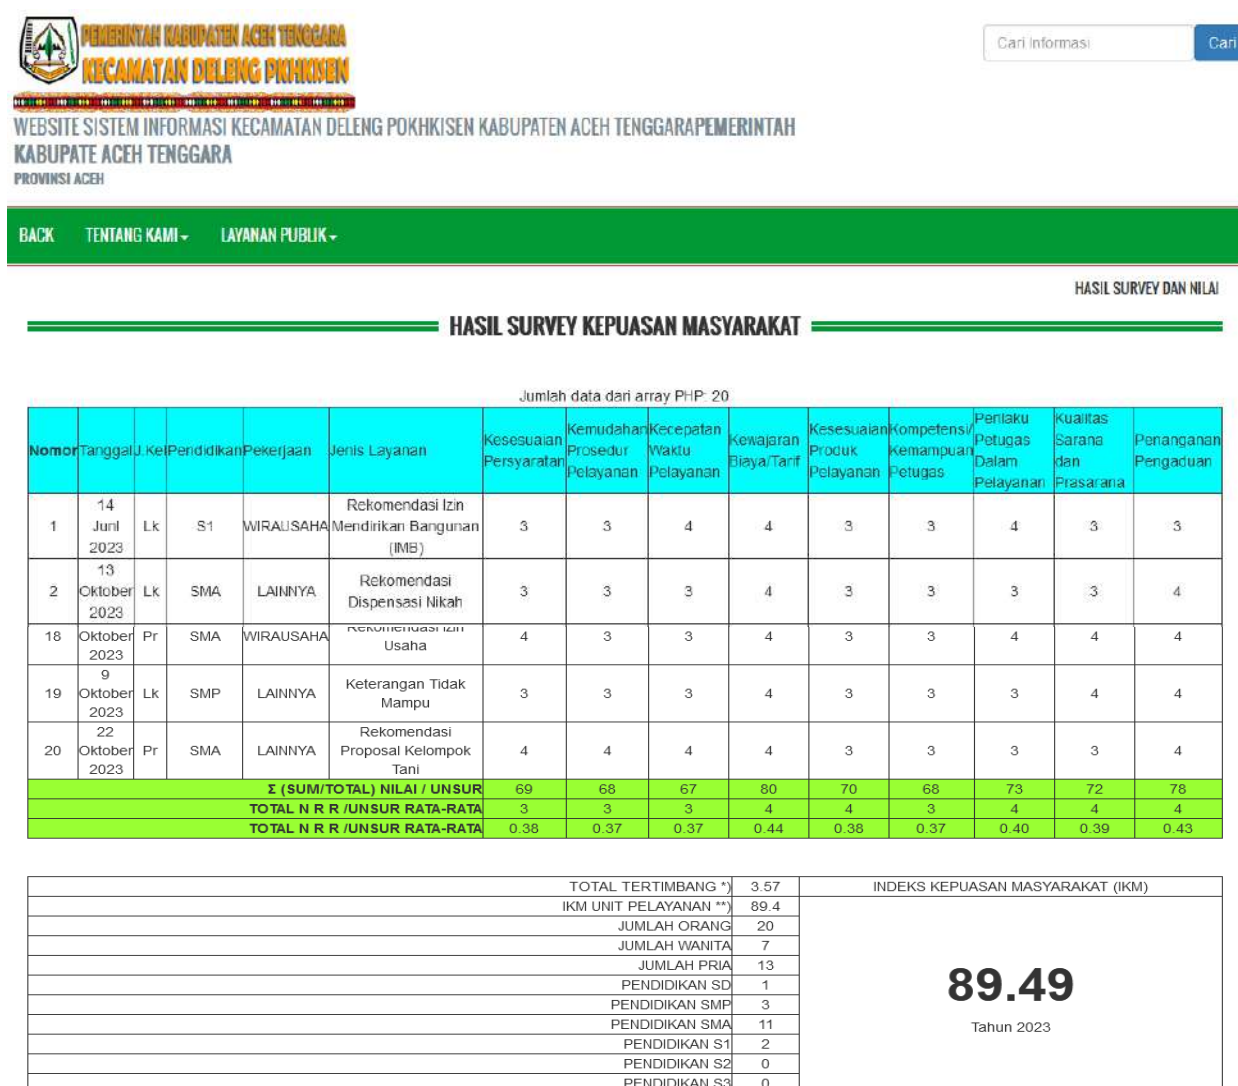 PEMERINTAH KABUPATEN ACEH TENGGARA
KECAMATAN DELENG PKHKISEN
Cari Informasi Cari
WEBSITE SISTEM INFORMASI KECAMATAN DELENG POKHKISEN KABUPATEN ACEH TENGGARAPEMERINTAH
KABUPATE ACEH TENGGARA
PROVINSI ACEH
BACK TENTANG KAMI LAYANAN PUBLIK
HASIL SURVEY DAN NILAI
HASIL SURVEY KEPUASAN MASYARAKAT
Jumlah data dari array PHP: 20
Nomor Tanggal J.Kel Pendidikan Pekerjaan Jenis Layanan Kesesuaian Persyaratan Kemudahan Prosedur Pelayanan Kecepatan Waktu Pelayanan Kewajaran Biaya/Tarif Kesesuaian Produk Pelayanan Kompetensi/ Kemampuan Petugas Perilaku Petugas Dalam Pelayanan Kualitas Sarana dan Prasarana Penanganan Pengaduan
1 14 Juni 2023 Lk S1 WIRAUSAHA Rekomendasi Izin Mendirikan Bangunan (IMB) 3 3 4 4 3 3 4 3 3
2 13 Oktober 2023 Lk SMA LAINNYA Rekomendasi Dispensasi Nikah 3 3 3 4 3 3 3 3 4
18 Oktober 2023 Pr SMA WIRAUSAHA Rekomendasi Izin Usaha 4 3 3 4 3 3 4 4 4
19 9 Oktober 2023 Lk SMP LAINNYA Keterangan Tidak Mampu 3 3 3 4 3 3 3 4 4
20 22 Oktober 2023 Pr SMA LAINNYA Rekomendasi Proposal Kelompok Tani 4 4 4 4 3 3 3 3 4
Σ (SUM/TOTAL) NILAI / UNSUR 69 68 67 80 70 68 73 72 78
TOTAL N R R /UNSUR RATA-RATA 3 3 3 4 4 3 4 4 4
TOTAL N R R /UNSUR RATA-RATA 0.38 0.37 0.37 0.44 0.38 0.37 0.40 0.39 0.43
TOTAL TERTIMBANG *) 3.57 INDEKS KEPUASAN MASYARAKAT (IKM)
IKM UNIT PELAYANAN **) 89.4
JUMLAH ORANG 20
JUMLAH WANITA 7
JUMLAH PRIA 13
PENDIDIKAN SD 1
89.49
PENDIDIKAN SMP 3
PENDIDIKAN SMA 11
Tahun 2023
PENDIDIKAN S1 2
PENDIDIKAN S2 0
PENDIDIKAN S3 0